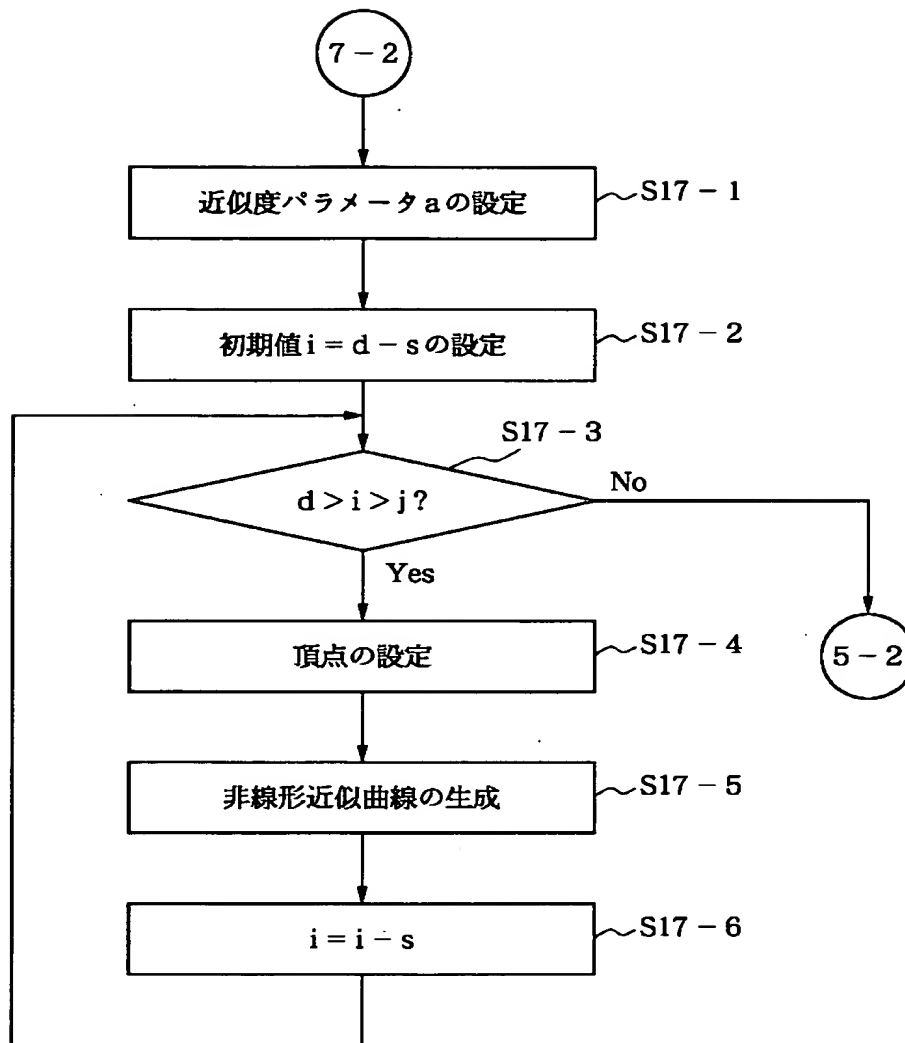 7-2
近似度パラメータaの設定
S17-1
初期値i=d-sの設定
S17-2
S17-3
d>i>j?
No
Yes
頂点の設定
S17-4
5-2
非線形近似曲線の生成
S17-5
i=i-s
S17-6